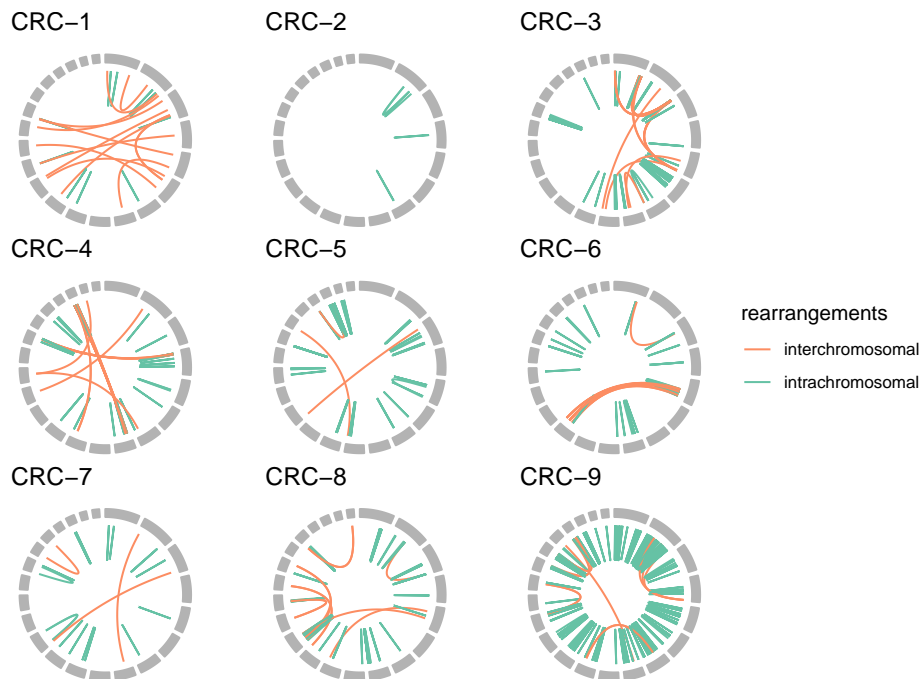 CRC−1
CRC−2
CRC−3
CRC−4
CRC−5
CRC−6
rearrangements
interchromosomal
intrachromosomal
CRC−7
CRC−8
CRC−9